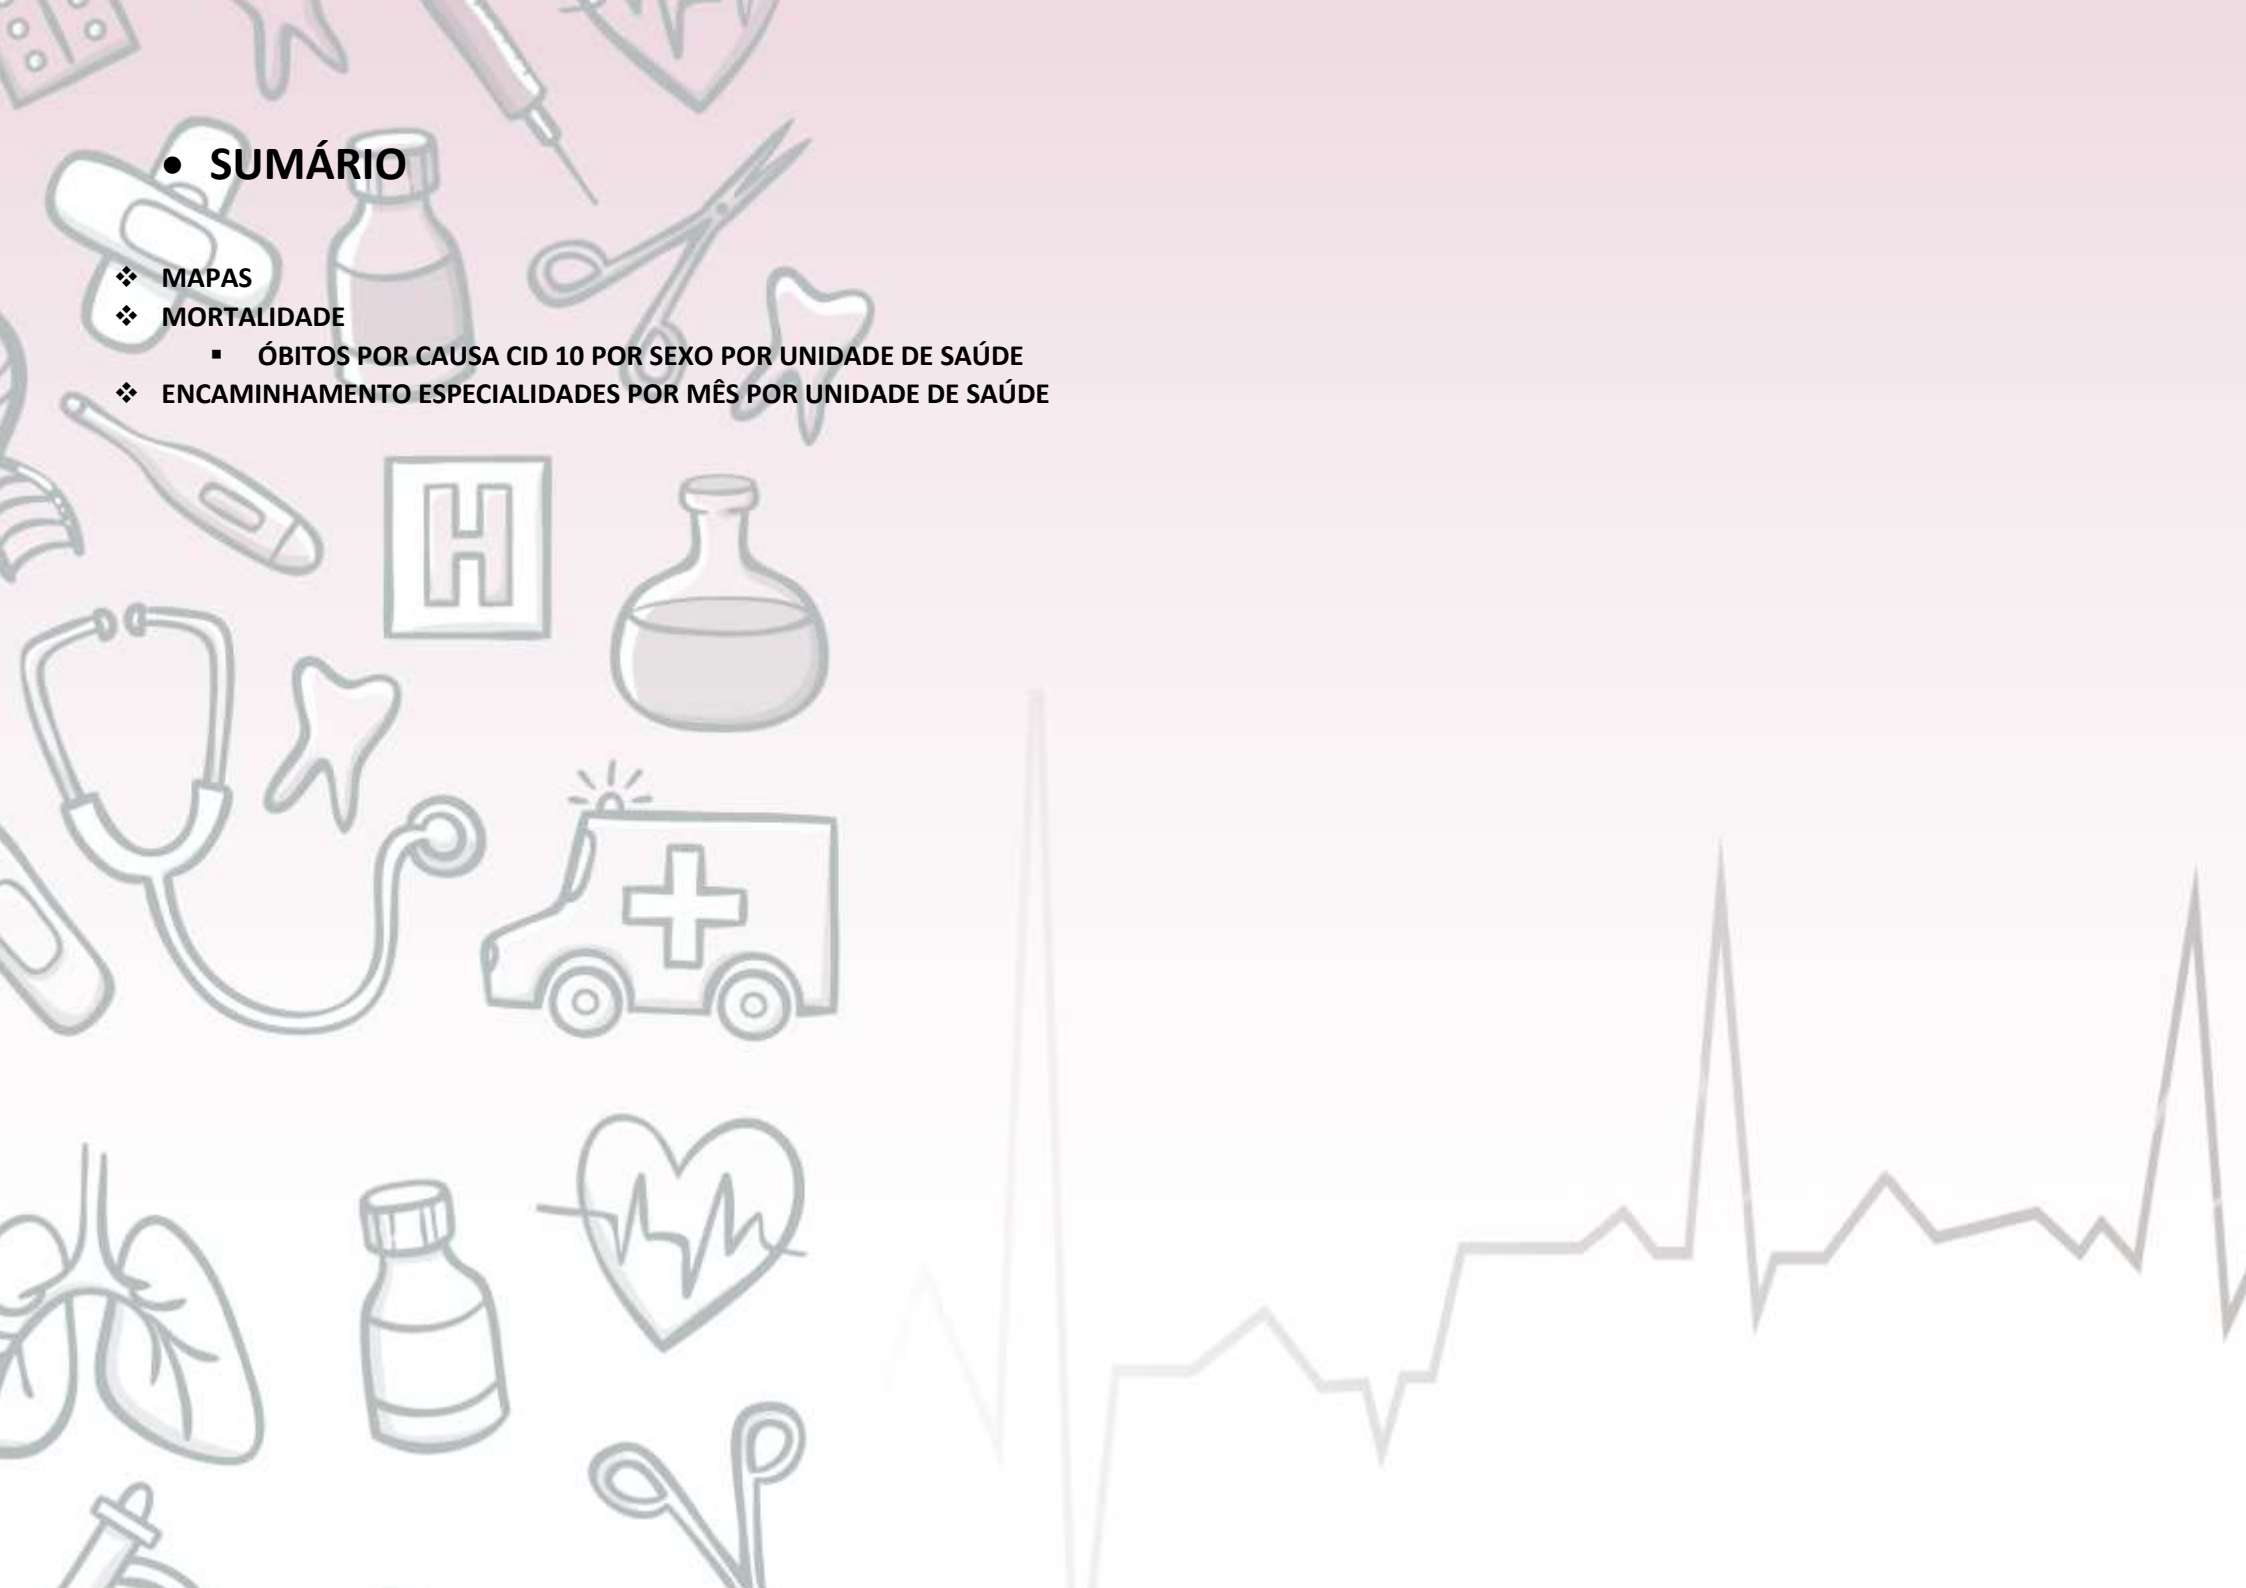 • SUMÁRIO
❖ MAPAS
❖ MORTALIDADE
▪ ÓBITOS POR CAUSA CID 10 POR SEXO POR UNIDADE DE SAÚDE
❖ ENCAMINHAMENTO ESPECIALIDADES POR MÊS POR UNIDADE DE SAÚDE
H